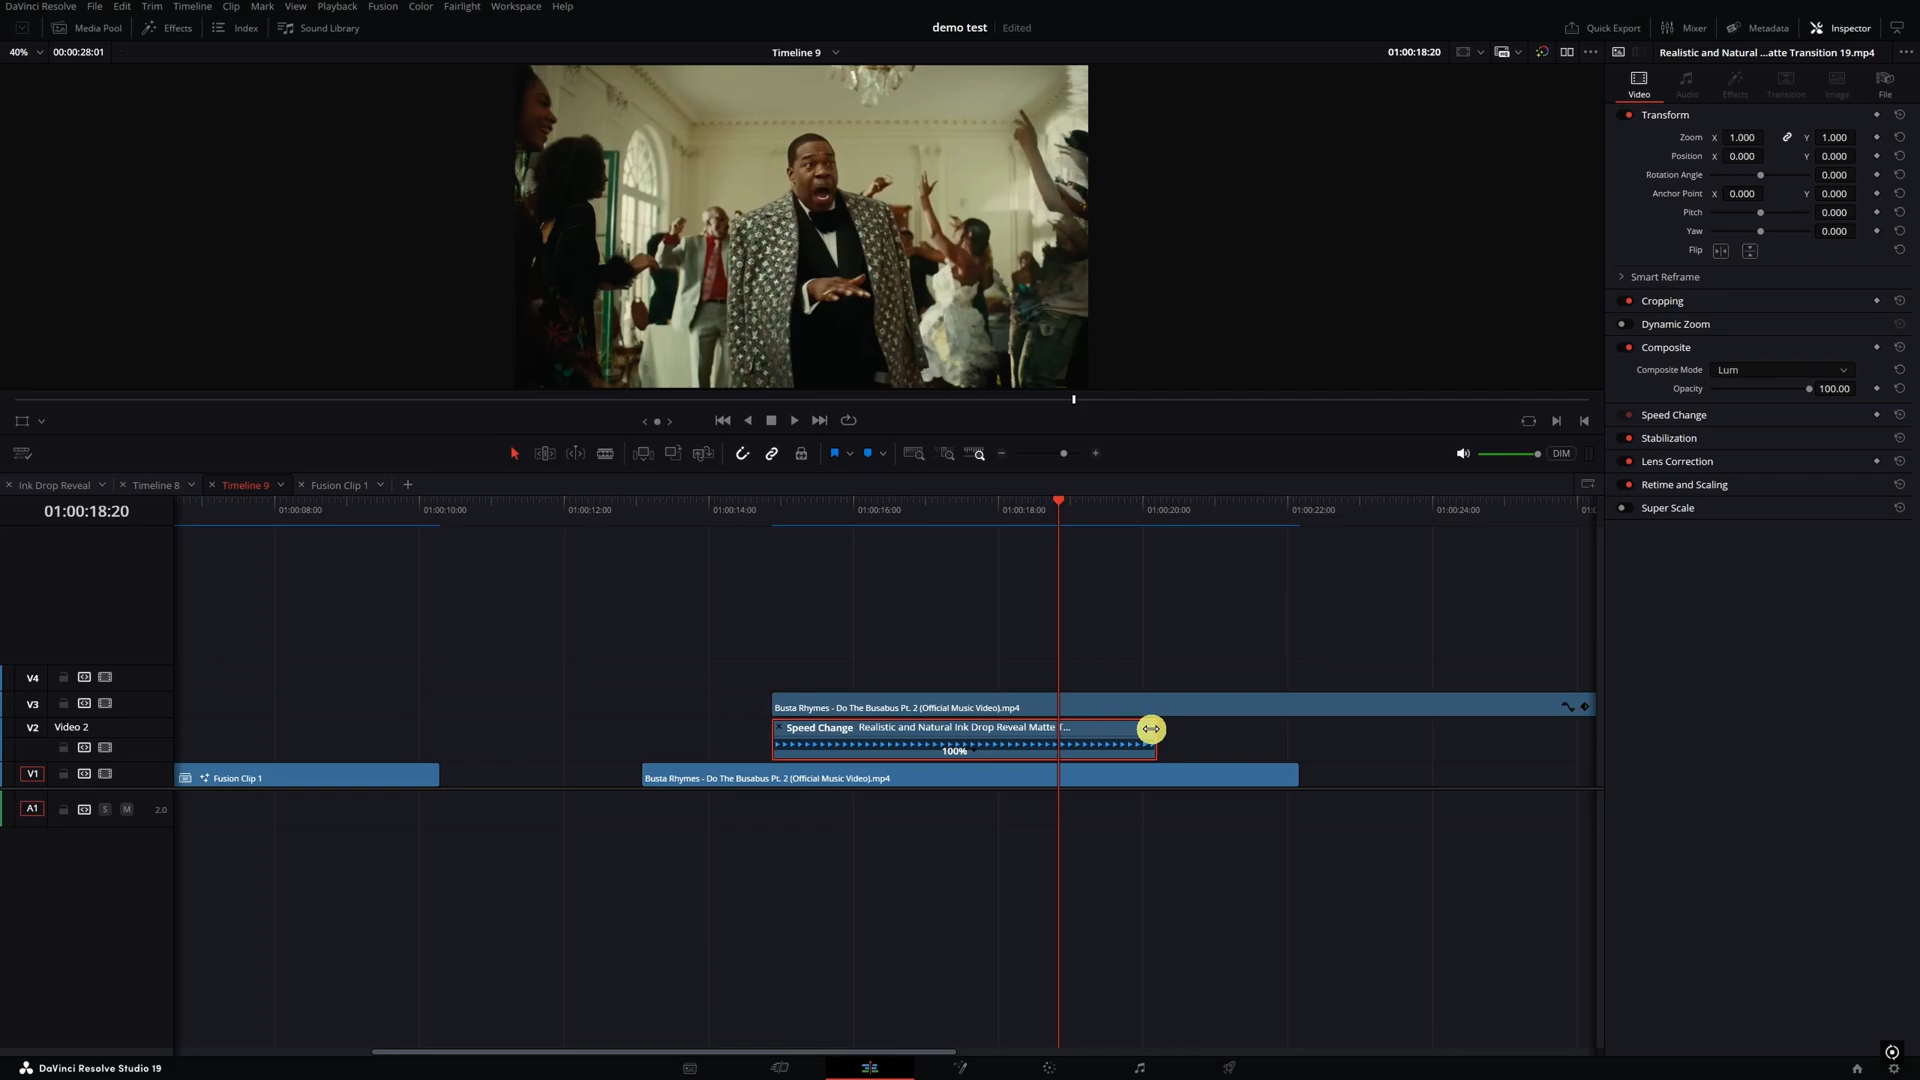 DaVinci Resolve File Edit Trim Timeline Clip Mark View Playback Fusion Color Fairlight Workspace Help
Media Pool Effects Index Sound Library demo test Edited Quick Export Mixer Metadata Inspector
40% 00:00:28:01 Timeline 9 01:00:18:20 Realistic and Natural ...atte Transition 19.mp4
Video Audio Effects Transition Image File
Transform
Zoom X 1.000 Y 1.000
Position X 0.000 Y 0.000
Rotation Angle 0.000
Anchor Point X 0.000 Y 0.000
Pitch 0.000
Yaw 0.000
Flip
Smart Reframe
Cropping
Dynamic Zoom
Composite
Composite Mode Lum
Opacity 100.00
Speed Change
Stabilization
Lens Correction
Retime and Scaling
Super Scale
DIM
Ink Drop Reveal Timeline 8 Timeline 9 Fusion Clip 1
01:00:18:20 01:00:08:00 01:00:10:00 01:00:12:00 01:00:14:00 01:00:16:00 01:00:18:00 01:00:20:00 01:00:22:00 01:00:24:00
V4
V3 Busta Rhymes - Do The Busabus Pt. 2 (Official Music Video).mp4
V2 Video 2 Speed Change Realistic and Natural Ink Drop Reveal Matte T...
100%
V1 Fusion Clip 1 Busta Rhymes - Do The Busabus Pt. 2 (Official Music Video).mp4
A1 S M 2.0
DaVinci Resolve Studio 19